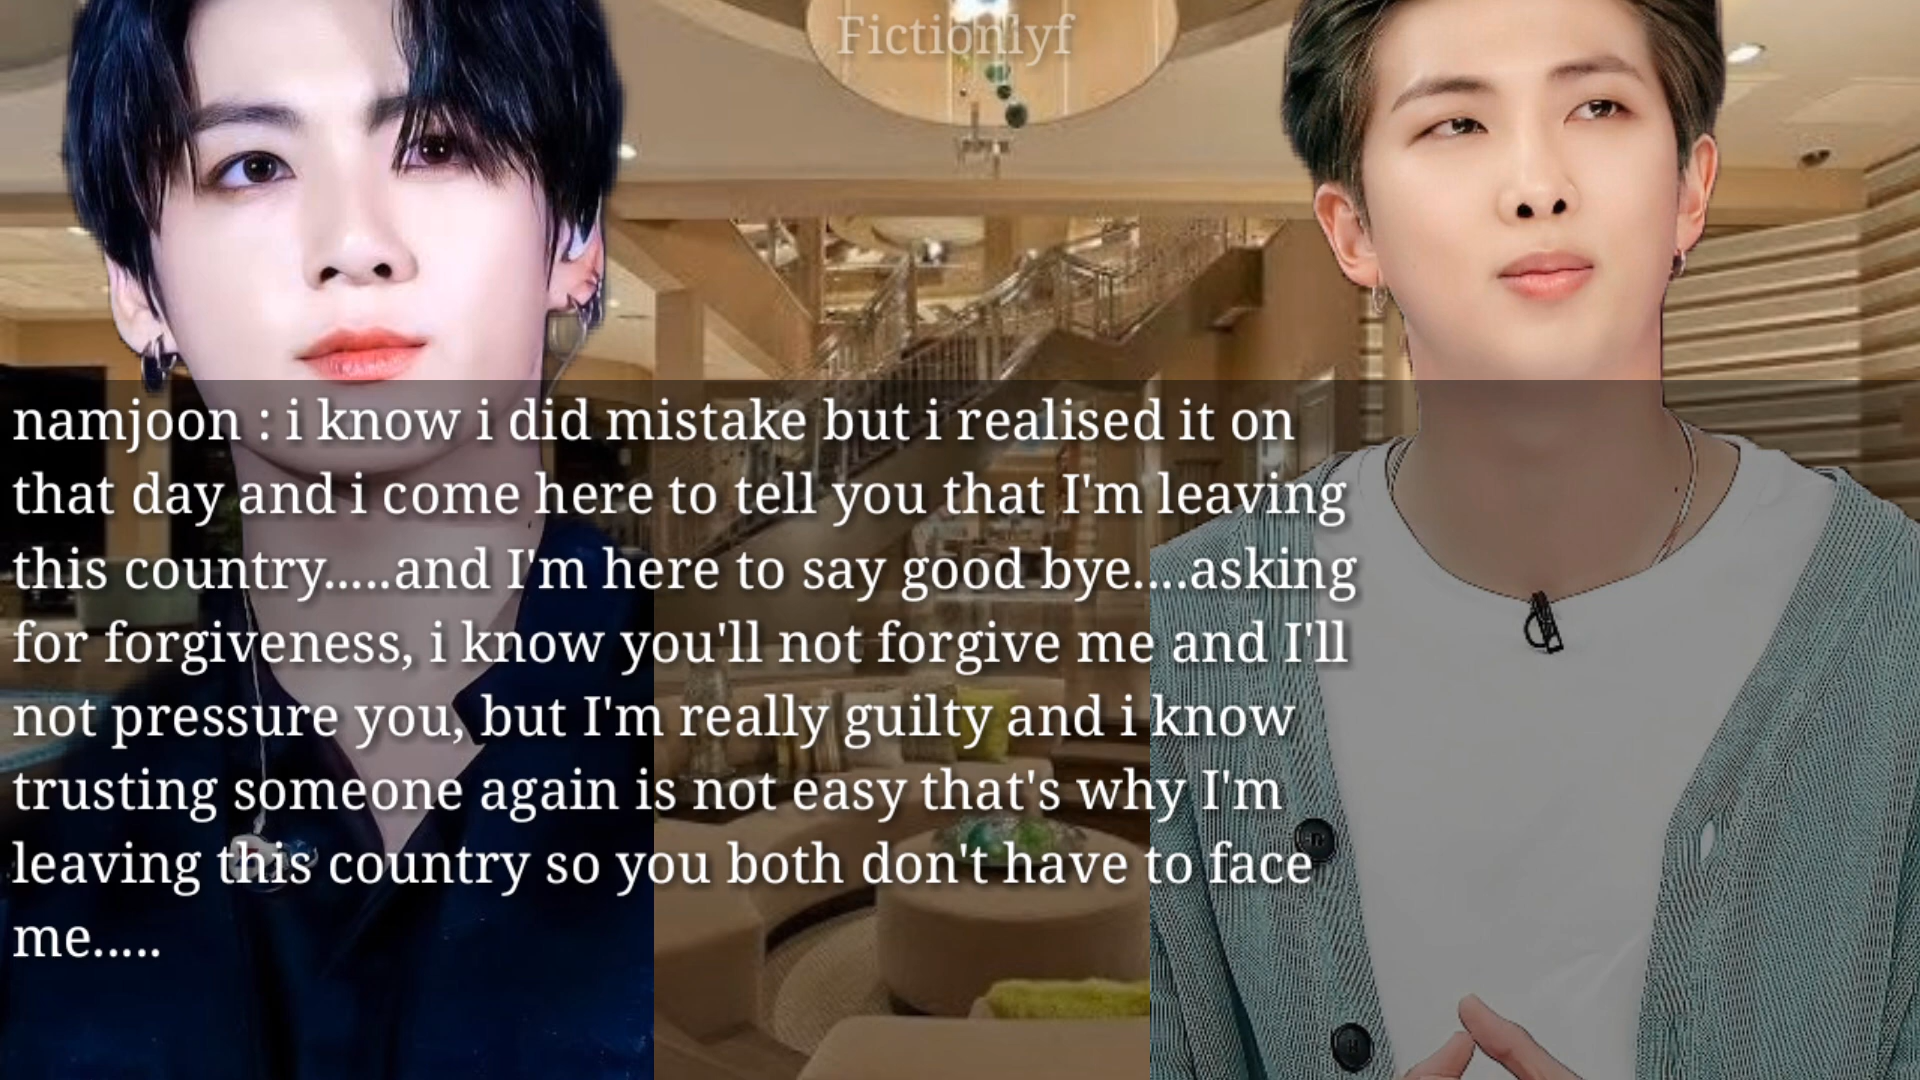 Fictionlyf
namjoon : i know i did mistake but i realised it on
that day and i come here to tell you that I'm leaving
this country.....and I'm here to say good bye....asking
for forgiveness, i know you'll not forgive me and I'll
not pressure you, but I'm really guilty and i know
trusting someone again is not easy that's why I'm
leaving this country so you both don't have to face
me.....